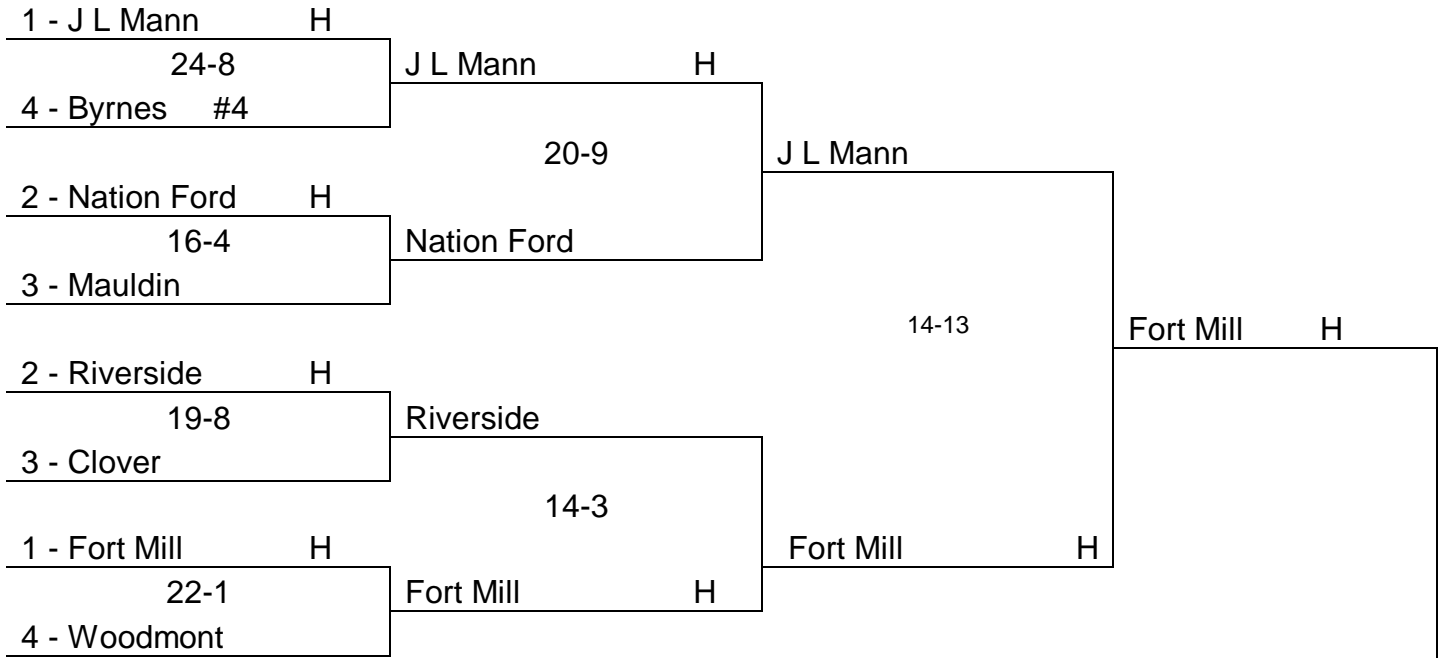 1 - J L Mann H
24-8
J L Mann H
4 - Byrnes #4
20-9
J L Mann
2 - Nation Ford H
16-4
Nation Ford
3 - Mauldin
14-13
Fort Mill H
2 - Riverside H
19-8
Riverside
3 - Clover
14-3
1 - Fort Mill H
Fort Mill H
22-1
Fort Mill H
4 - Woodmont